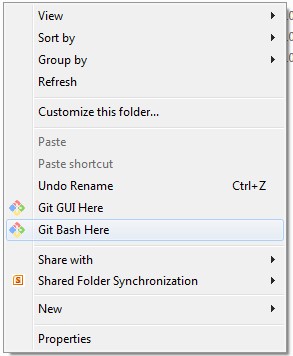 View
Sort by
Group by
Refresh
Customize this folder...
Paste
Paste shortcut
Undo Rename Ctrl+Z
Git GUI Here
Git Bash Here
Share with
S Shared Folder Synchronization
New
Properties